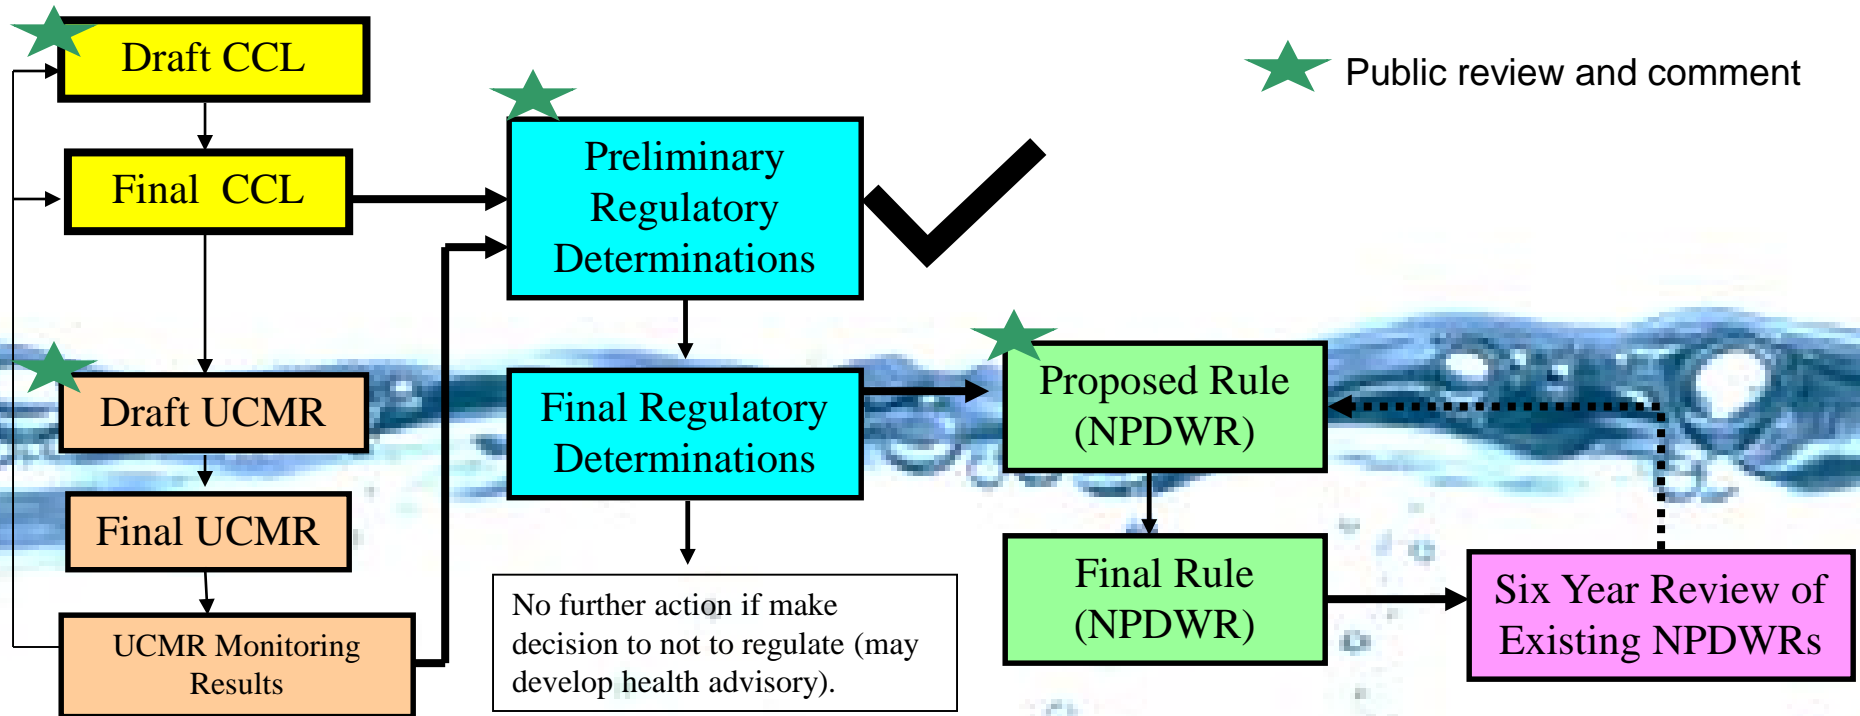 Draft CCL
Public review and comment
Final CCL
Preliminary
Regulatory
Determinations
Draft UCMR
Final Regulatory
Determinations
Proposed Rule
(NPDWR)
Final UCMR
UCMR Monitoring
Results
No further action if make
decision to not to regulate (may
develop health advisory).
Final Rule
(NPDWR)
Six Year Review of
Existing NPDWRs